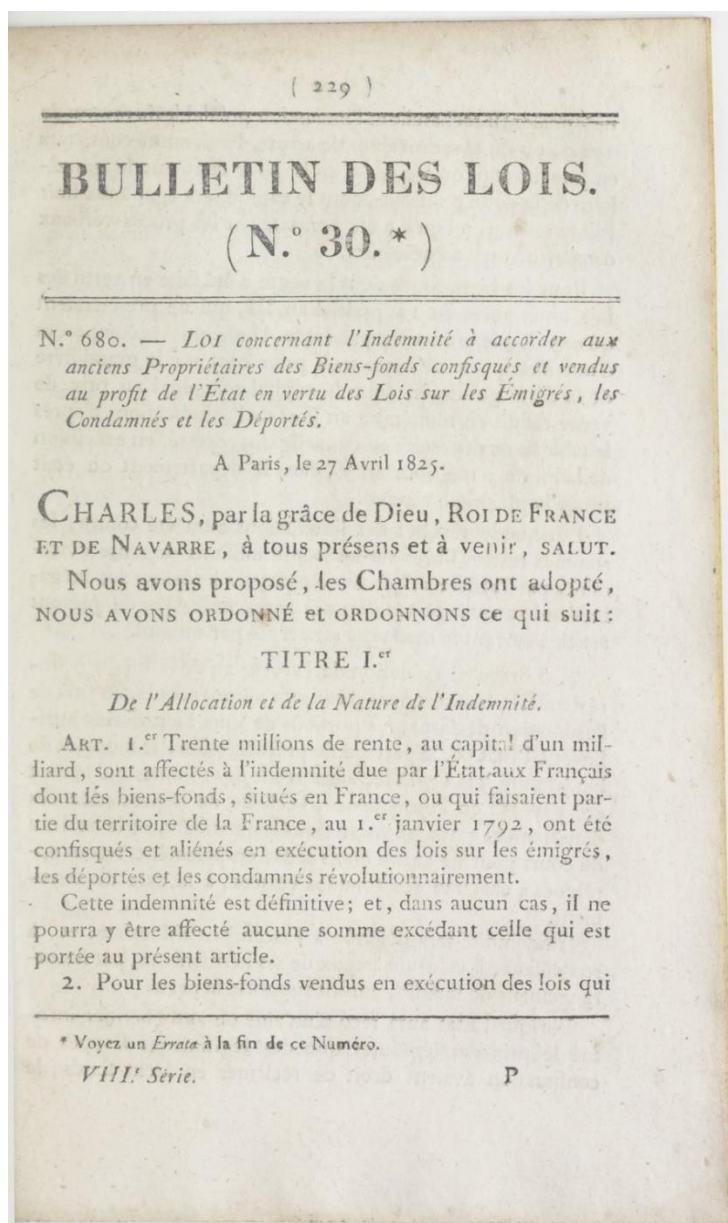 ( 229 )
BULLETIN DES LOIS.
(N.º 30.*)
N.º 680. — LOI concernant l'Indemnité à accorder aux
anciens Propriétaires des Biens-fonds confisqués et vendus
au profit de l'État en vertu des Lois sur les Émigrés, les
Condamnés et les Déportés.
A Paris, le 27 Avril 1825.
CHARLES, par la grâce de Dieu, ROI DE FRANCE
ET DE NAVARRE, à tous présens et à venir, SALUT.
Nous avons proposé, les Chambres ont adopté,
NOUS AVONS ORDONNÉ et ORDONNONS ce qui suit :
TITRE I.er
De l'Allocation et de la Nature de l'Indemnité.
ART. 1.er Trente millions de rente, au capital d'un mil-
liard, sont affectés à l'indemnité due par l'État aux Français
dont les biens-fonds, situés en France, ou qui faisaient par-
tie du territoire de la France, au 1.er janvier 1792, ont été
confisqués et aliénés en exécution des lois sur les émigrés,
les déportés et les condamnés révolutionnairement.
Cette indemnité est définitive; et, dans aucun cas, il ne
pourra y être affecté aucune somme excédant celle qui est
portée au présent article.
2. Pour les biens-fonds vendus en exécution des lois qui
* Voyez un Errata à la fin de ce Numéro.
VIII.e Série. P